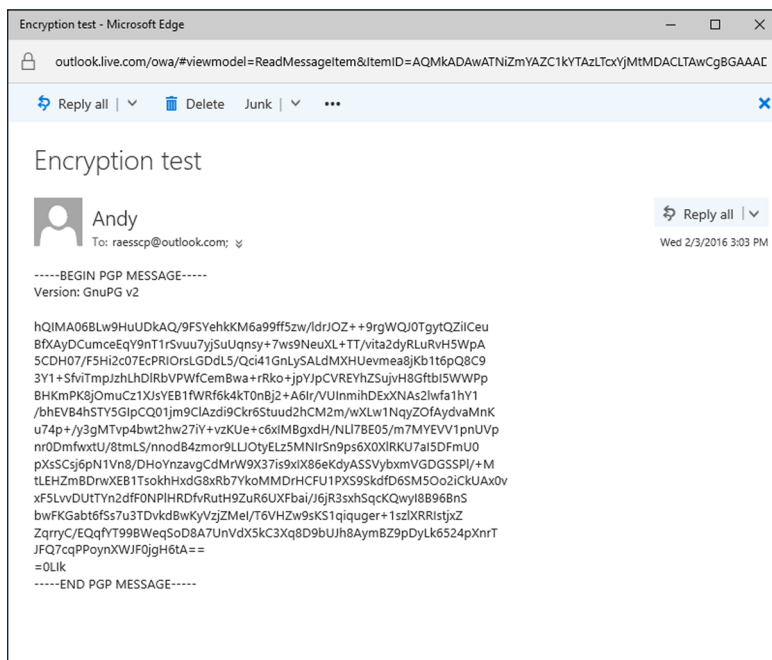 Encryption test - Microsoft Edge
outlook.live.com/owa/#viewmodel=ReadMessageItem&ItemID=AQMkADAwATNiZmYAZC1kYTAzLTcxYjMtMDACLTAwCgBGAAAD
Reply all
Delete
Junk
Encryption test
Andy
Reply all
To: raesscp@outlook.com;
Wed 2/3/2016 3:03 PM
-----BEGIN PGP MESSAGE-----
Version: GnuPG v2
hQIMA06BLw9HuUDkAQ/9FSYehkKM6a99ff5zw/ldrJOZ++9rgWQJ0TgytQZilCeu
BfXAyDCumceEqY9nT1rSvuu7yjSuUqnsy+7ws9NeuXL+TT/vita2dyRLuRvH5WpA
5CDH07/F5Hi2c07EcPRIOrsLGDdL5/Qci41GnLySALdMXHUevmea8jKb1t6pQ8C9
3Y1+SfviTmpJzhLhDlRbVPWfCemBwa+rRko+jpYJpCVREYhZSujvH8GftbI5WWPp
BHKmPK8jOmuCz1XJsYEB1fWRf6k4kT0nBj2+A6Ir/VUInmihDExXNAs2lwfa1hY1
/bhEVB4hSTY5GIpCQ01jm9ClAzdi9Ckr6Stuud2hCM2m/wXLw1NqyZOfAydvaMnK
u74p+/y3gMTvp4bwt2hw27iY+vzKUe+c6xIMBgxdH/NLl7BE05/m7MYEVV1pnUVp
nr0DmfwxtU/8tmLS/nnodB4zmor9LLJOtyELz5MNIrSn9ps6X0XlRKU7aI5DFmU0
pXsSCsj6pN1Vn8/DHoYnzavgCdMrW9X37is9xIX86eKdyASSVybxmVGDGSSPl/+M
tLEHZmBDrwXEB1TsokhHxdG8xRb7YkoMMDrHCFU1PXS9SkdfD6SM5Oo2iCkUAx0v
xF5LvvDUtTYn2dfF0NPlHRDfvRutH9ZuR6UXFbai/J6jR3sxhSqcKQwyI8B96BnS
bwFKGabt6fSs7u3TDvkdBwKyVzjZMeI/T6VHZw9sKS1qiquger+1szlXRRIstjxZ
ZqrryC/EQqfYT99BWeqSoD8A7UnVdX5kC3Xq8D9bUJh8AymBZ9pDyLk6524pXnrT
JFQ7cqPPoynXWJF0jgH6tA==
=0LIk
-----END PGP MESSAGE-----